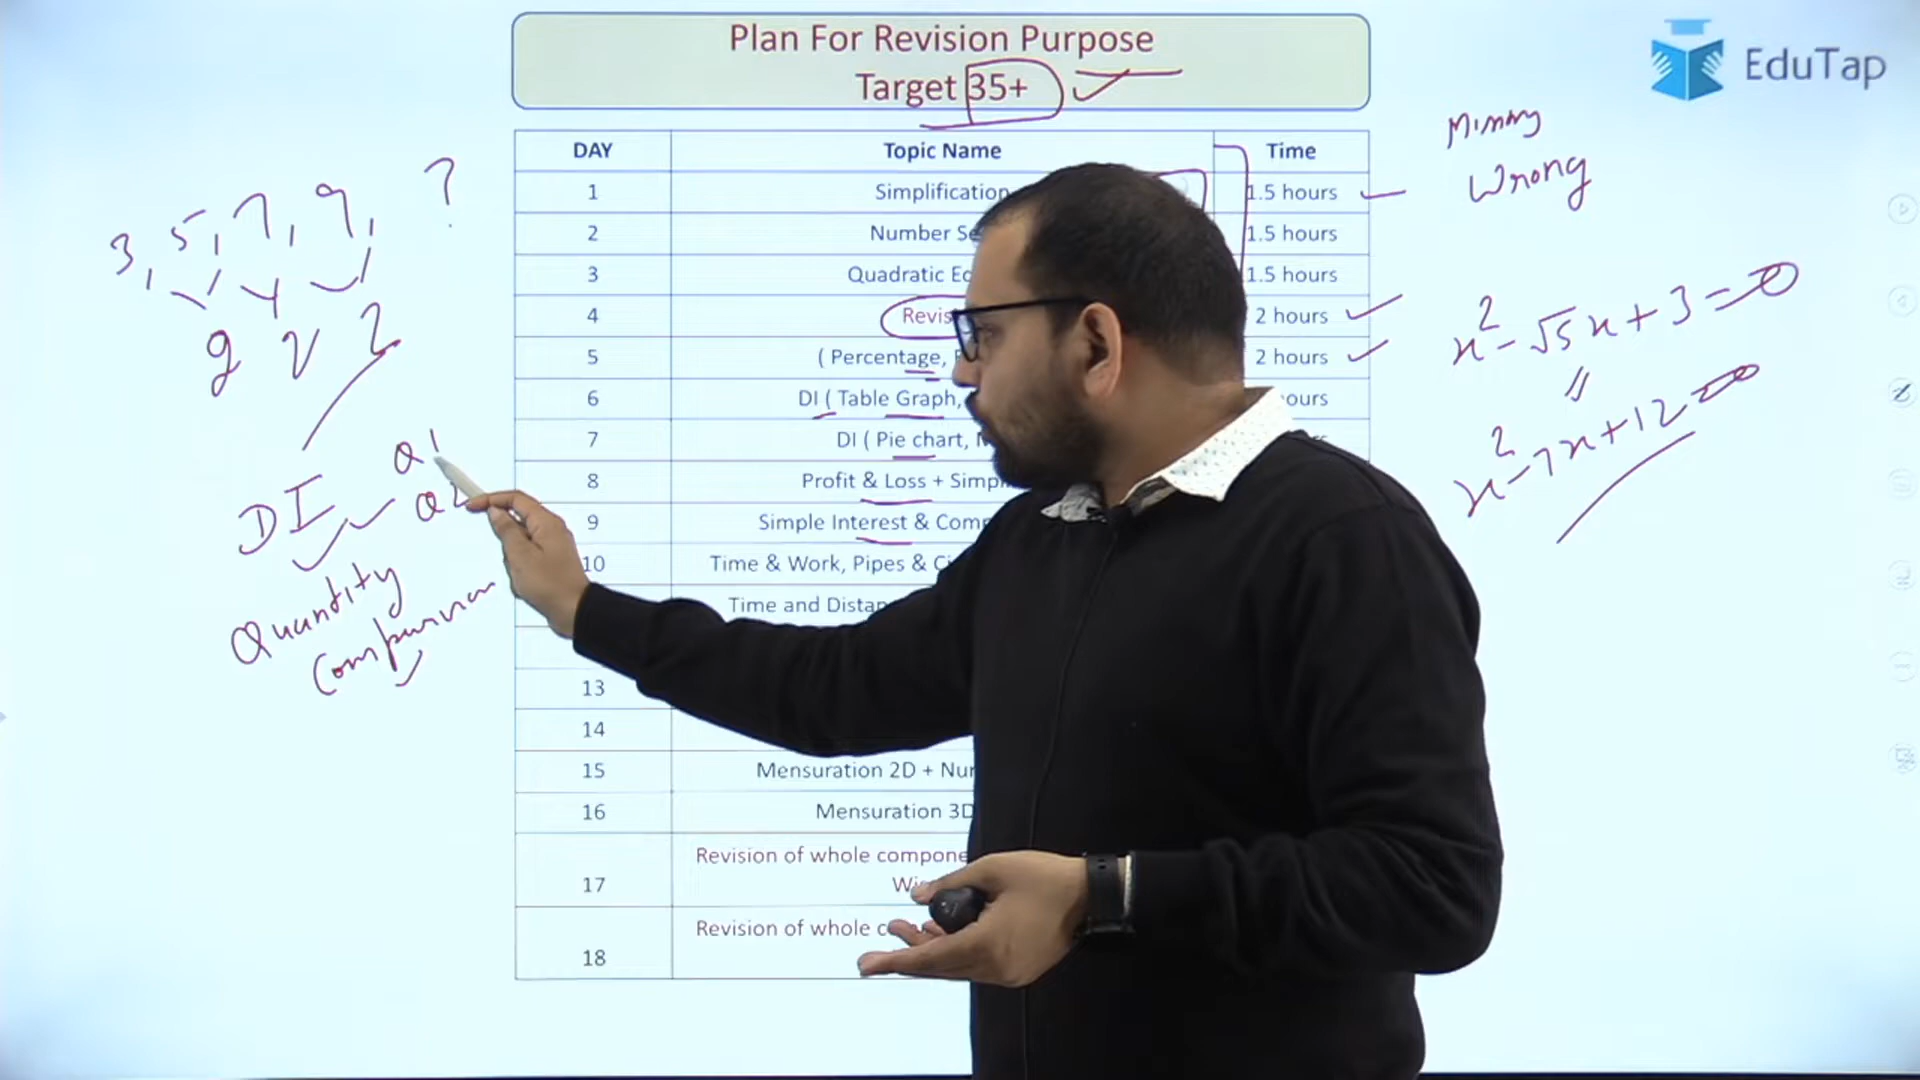 Plan For Revision Purpose
Target 35+
EduTap
DAY Topic Name Time
1 Simplification 1.5 hours
2 Number Se 1.5 hours
3 Quadratic Eq 1.5 hours
4 Revis 2 hours
5 ( Percentage, 2 hours
6 DI ( Table Graph, ours
7 DI ( Pie chart,
8 Profit & Loss + Simpl
9 Simple Interest & Com
10 Time & Work, Pipes & Ci
Time and Distan
13
14
15 Mensuration 2D + Nu
16 Mensuration 3D
17 Revision of whole compone
Wis
18 Revision of whole c
3, 5, 7, 9, ?
2 2 2
DI Q1
Q2
Quantity
Comparison
Missing
Wrong
x² - √5x + 3 = 0
x² - 7x + 12 = 0